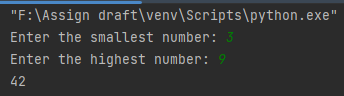 "F:\Assign draft\venv\Scripts\python.exe"
Enter the smallest number: 3
Enter the highest number: 9
42